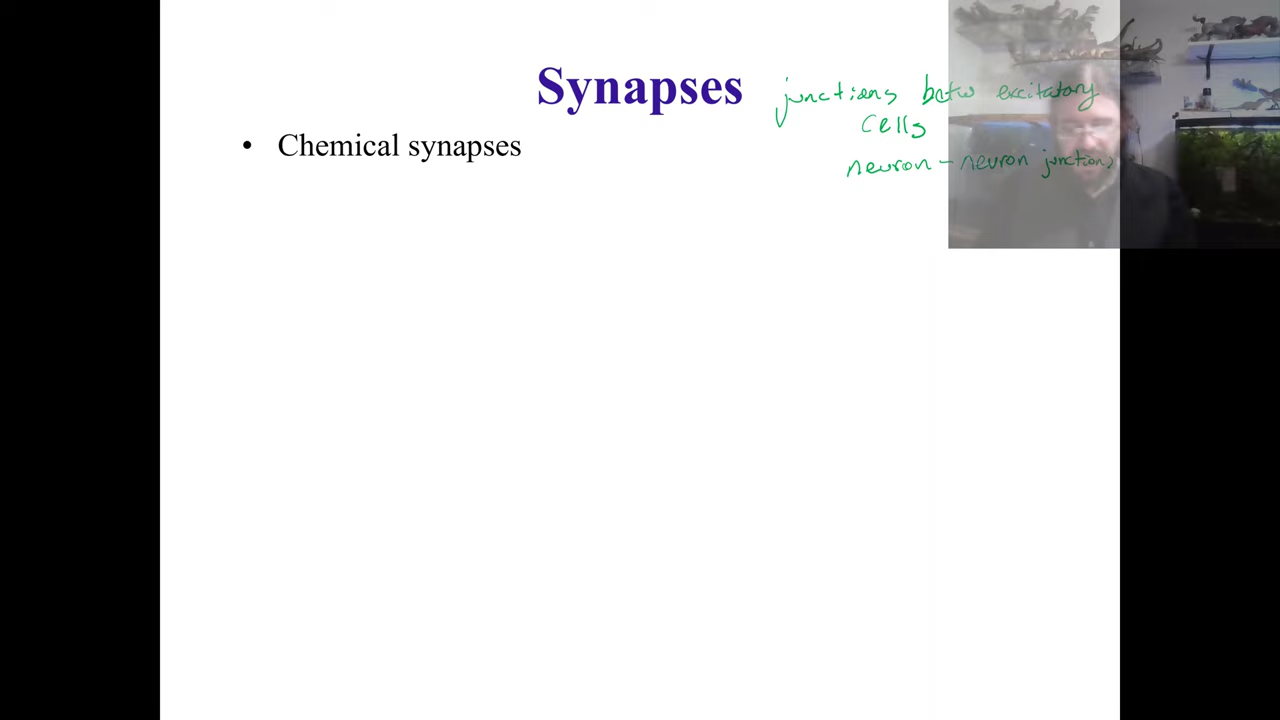 Synapses
junctions betw excitatory
cells
• Chemical synapses
neuron - neuron junctions